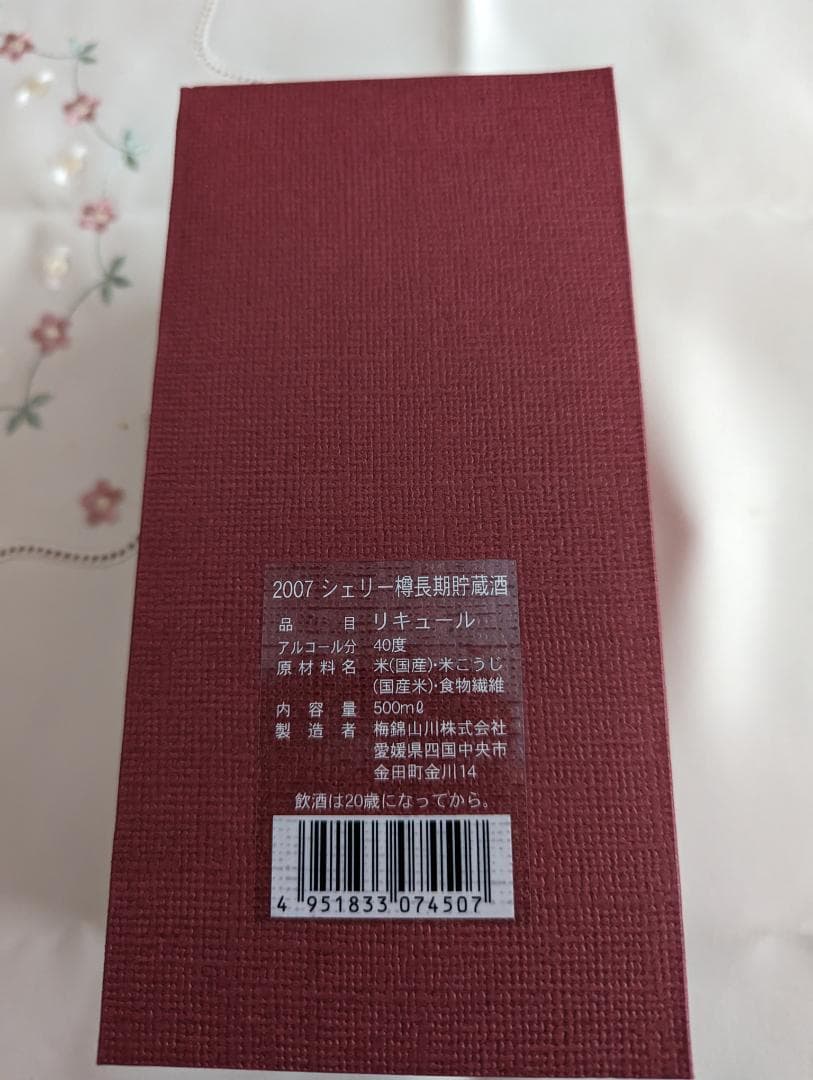 2007 シェリー樽長期貯蔵酒
品目 リキュール
アルコール分 40度
原材料名 米(国産)・米こうじ
(国産米)・食物繊維
内容量 500mℓ
製造者 梅錦山川株式会社
愛媛県四国中央市
金田町金川14
飲酒は20歳になってから。
4 951833 074507